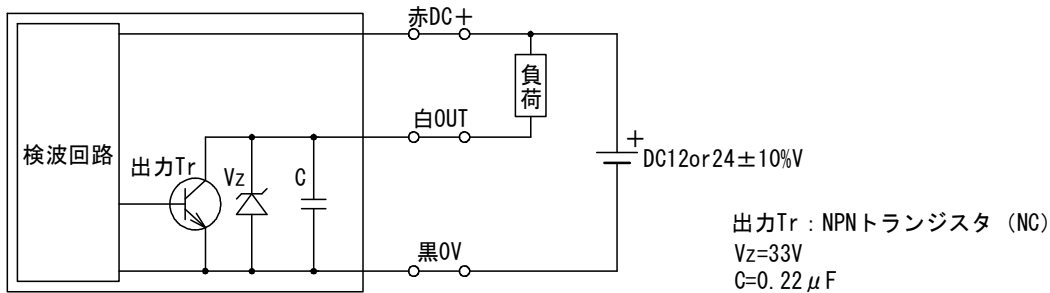 赤DC＋
負荷
白OUT
検波回路
出力Tr
Vz
C
+
DC12or24±10%V
黒0V
出力Tr：NPNトランジスタ（NC）
Vz=33V
C=0.22μF